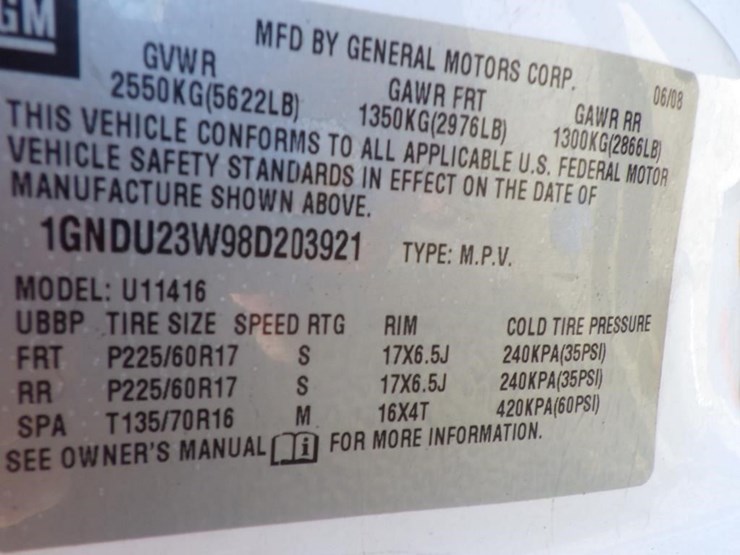 GM
MFD BY GENERAL MOTORS CORP. 06/08
GVWR GAWR FRT GAWR RR
2550KG(5622LB) 1350KG(2976LB) 1300KG(2866LB)
THIS VEHICLE CONFORMS TO ALL APPLICABLE U.S. FEDERAL MOTOR
VEHICLE SAFETY STANDARDS IN EFFECT ON THE DATE OF
MANUFACTURE SHOWN ABOVE.
1GNDU23W98D203921 TYPE: M.P.V.
MODEL: U11416
UBBP TIRE SIZE SPEED RTG RIM COLD TIRE PRESSURE
FRT P225/60R17 S 17X6.5J 240KPA(35PSI)
RR P225/60R17 S 17X6.5J 240KPA(35PSI)
SPA T135/70R16 M 16X4T 420KPA(60PSI)
SEE OWNER'S MANUAL i FOR MORE INFORMATION.